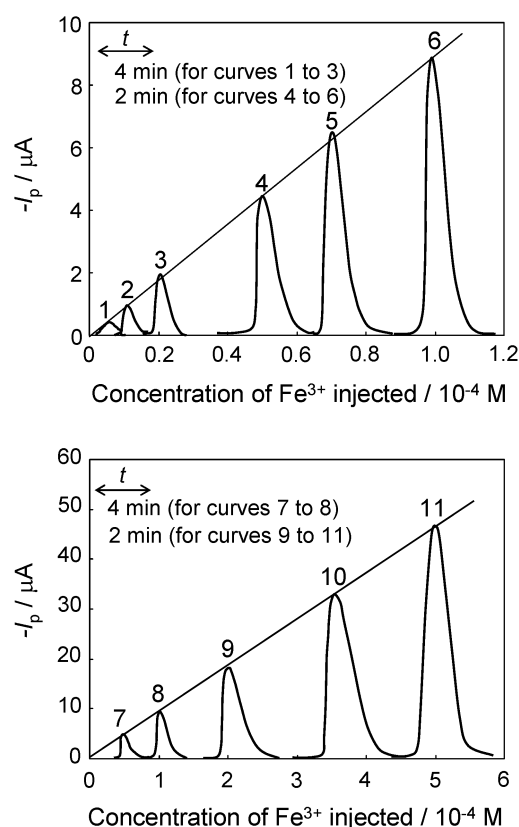 10
t
4 min (for curves 1 to 3)
2 min (for curves 4 to 6)
8
6
4
2
0
-Ip / μA
1
2
3
4
5
6
0 0.2 0.4 0.6 0.8 1.0 1.2
Concentration of Fe³⁺ injected / 10⁻⁴ M
60
t
4 min (for curves 7 to 8)
2 min (for curves 9 to 11)
50
40
30
20
10
0
-Ip / μA
7
8
9
10
11
0 1 2 3 4 5 6
Concentration of Fe³⁺ injected / 10⁻⁴ M